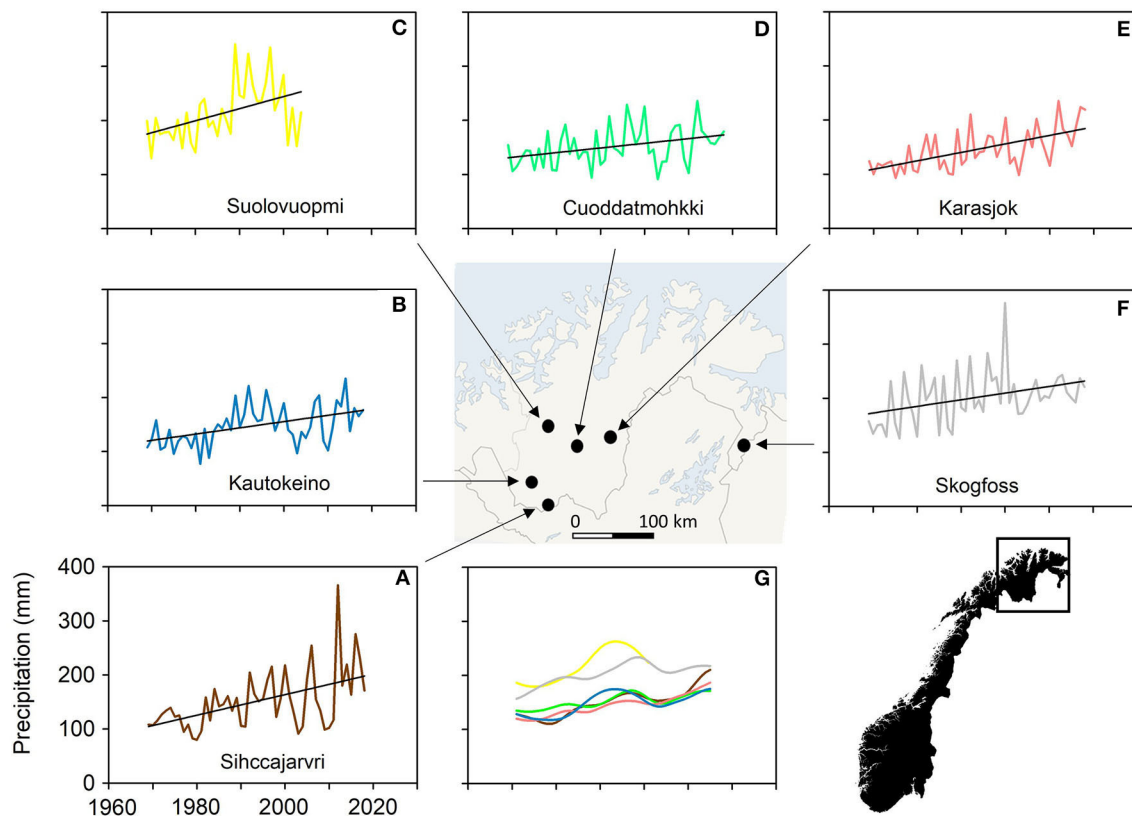 C
Suolovuopmi
D
Cuoddatmohkki
E
Karasjok
B
Kautokeino
0 100 km
F
Skogfoss
Precipitation (mm)
400
300
200
100
0
A
Sihccajarvri
1960 1980 2000 2020
G